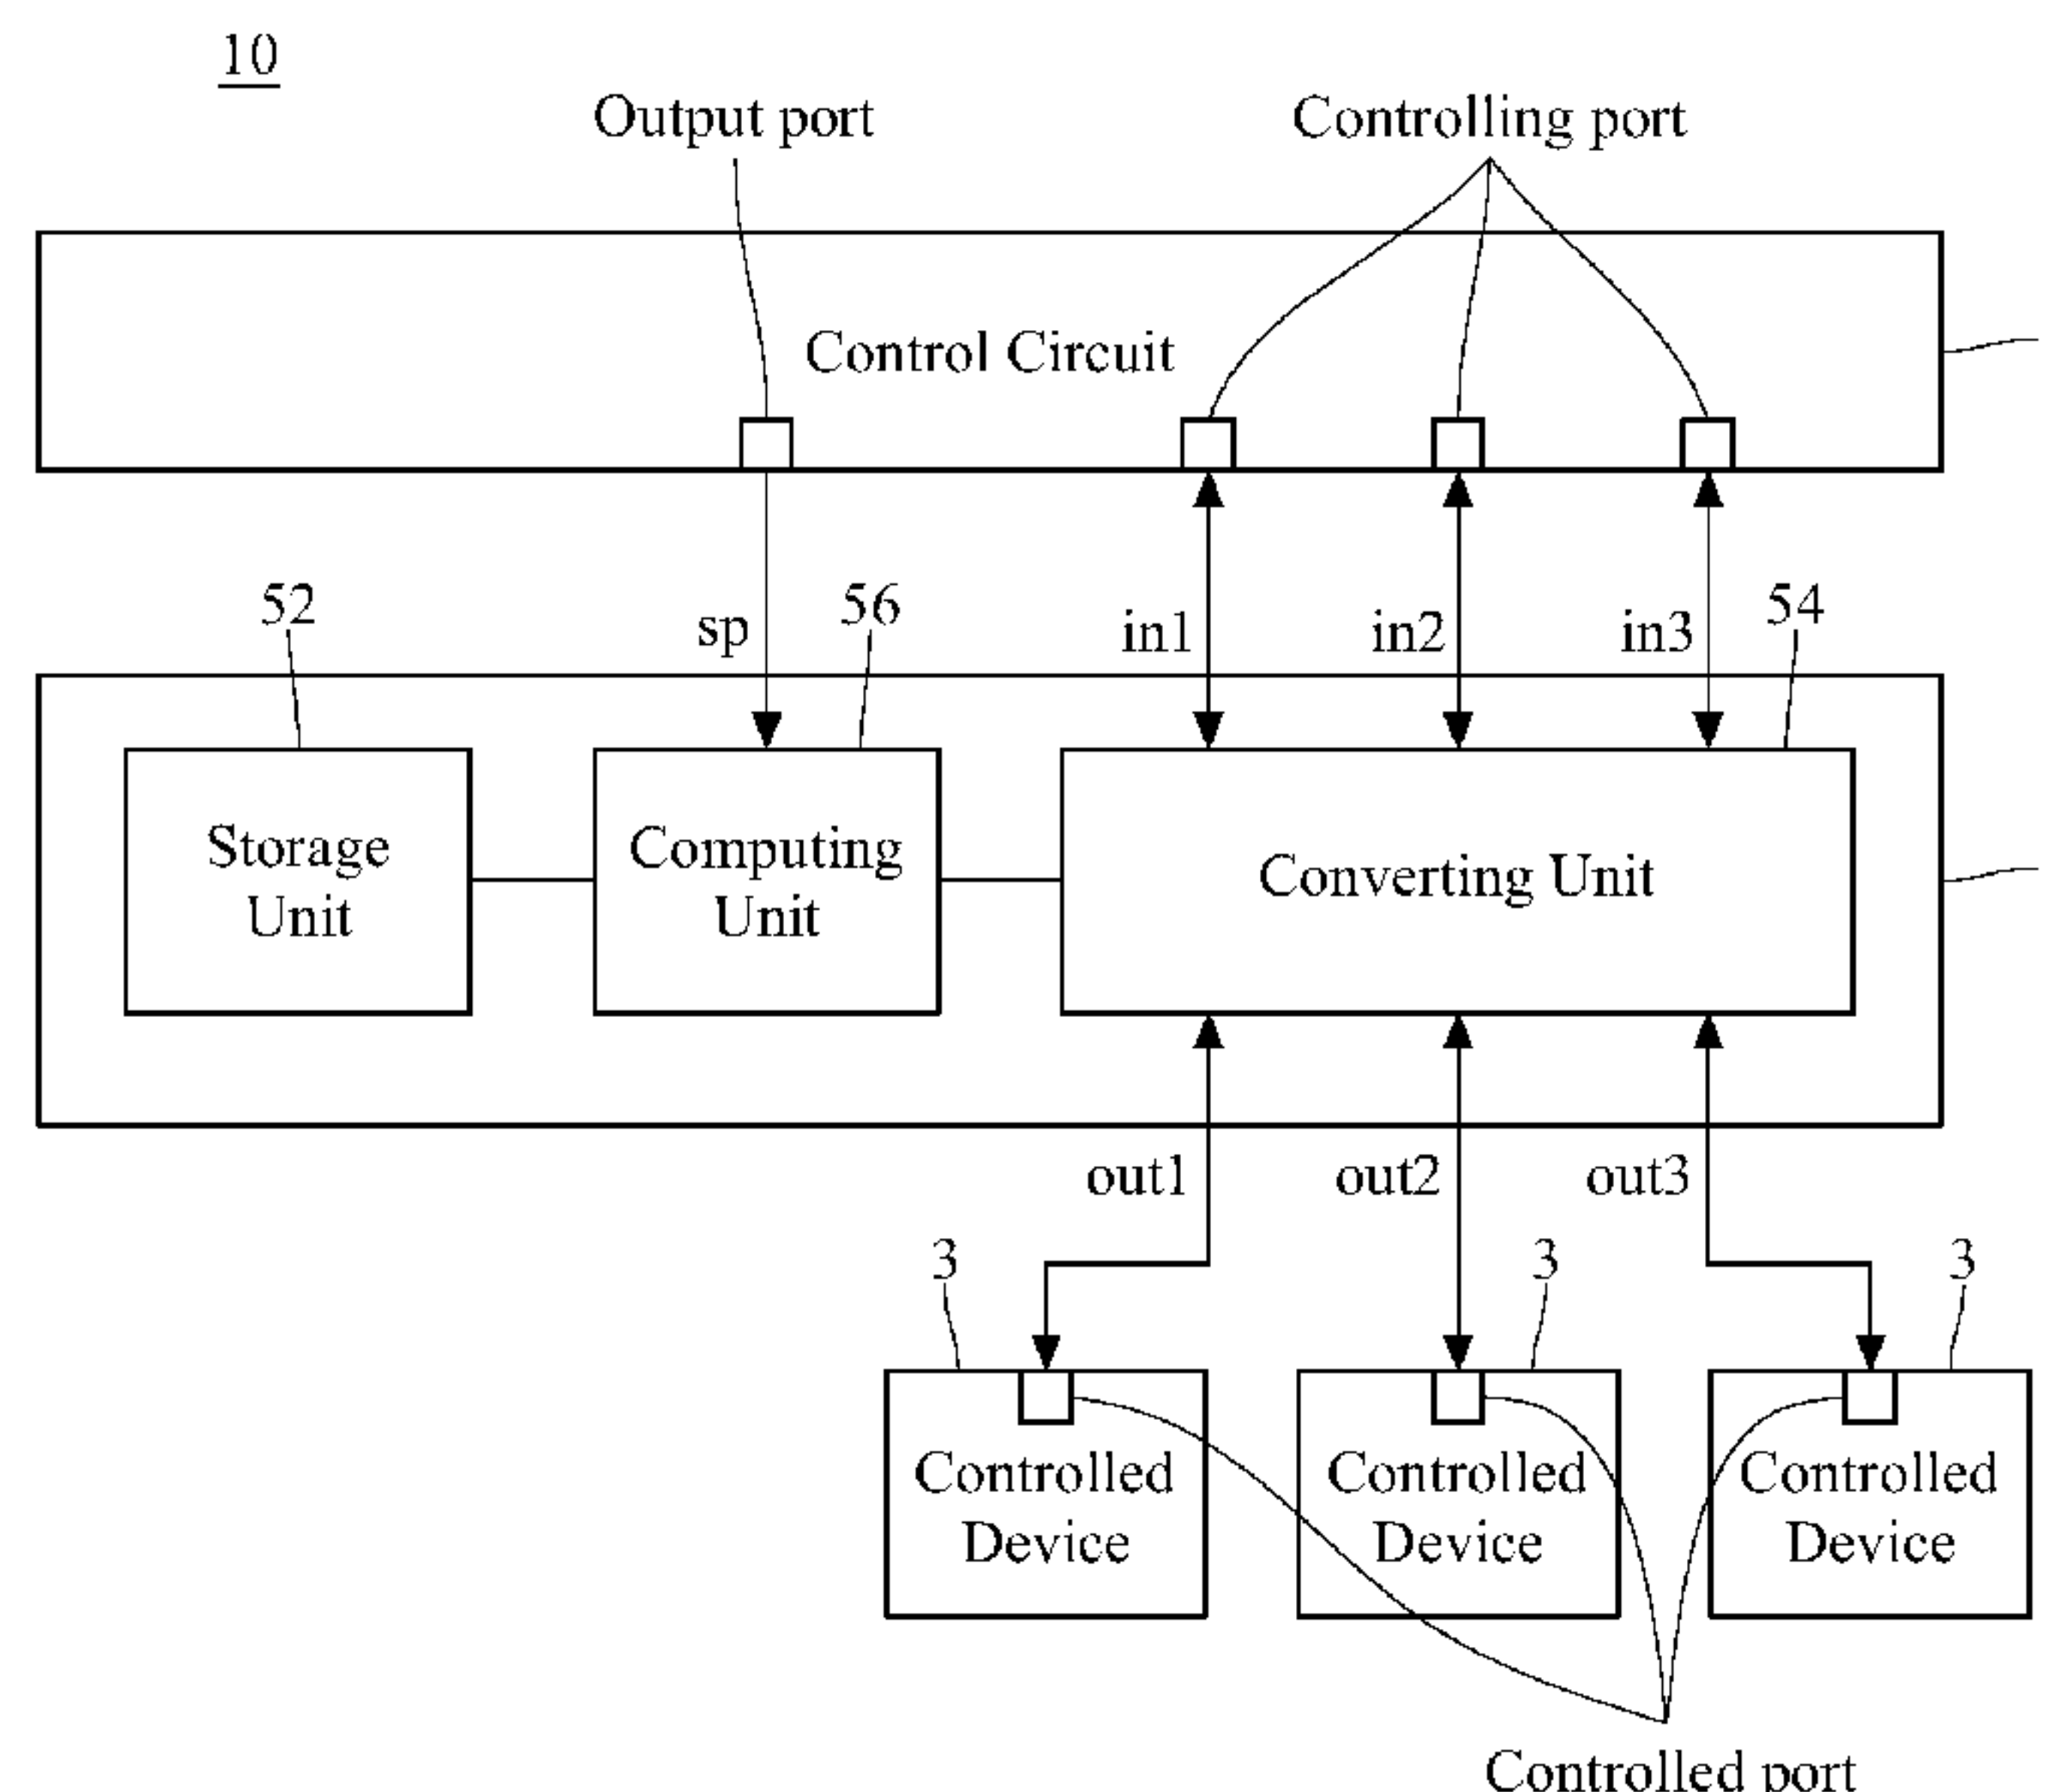 10
Output port
Controlling port
Control Circuit
52
sp
56
in1
in2
in3
54
Storage
Unit
Computing
Unit
Converting Unit
out1
out2
out3
3
3
3
Controlled
Device
Controlled
Device
Controlled
Device
Controlled port